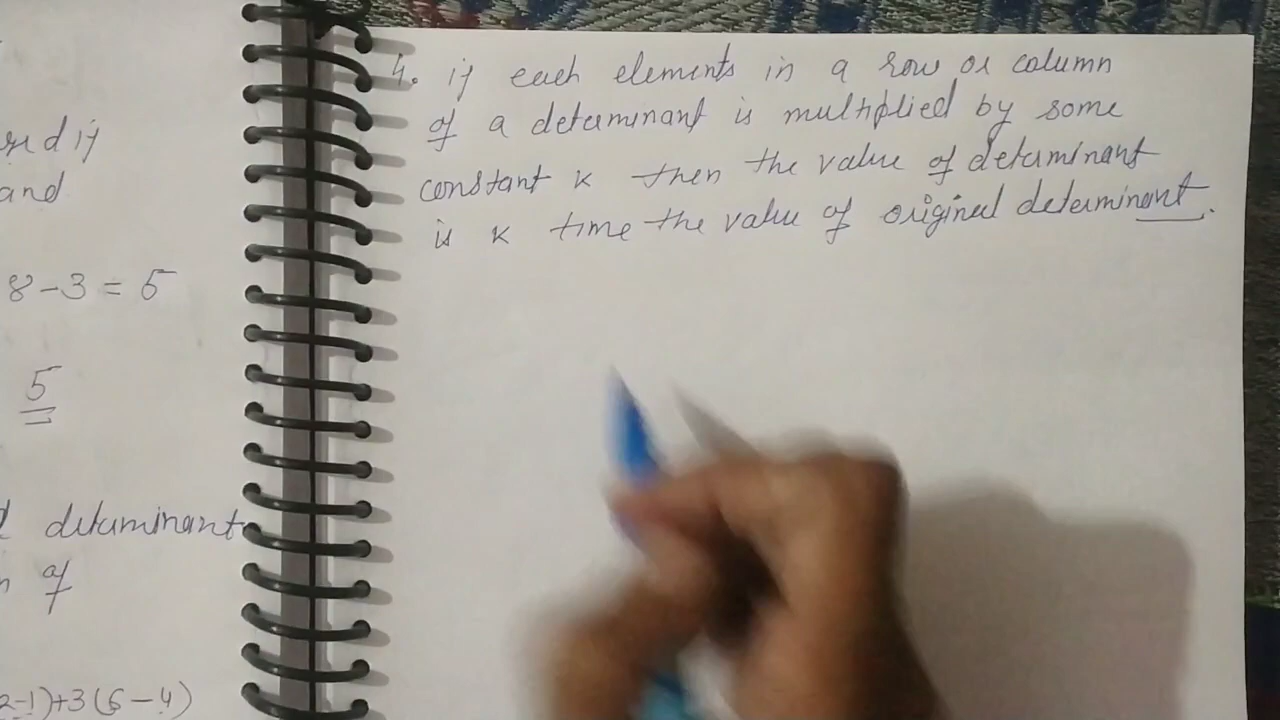 and
8-3 = 5
5
determinant
of
2-1)+3(6-4)
4. if each elements in a row or column
of a determinant is multiplied by some
constant K then the value of determinant
is K time the value of original determinant.